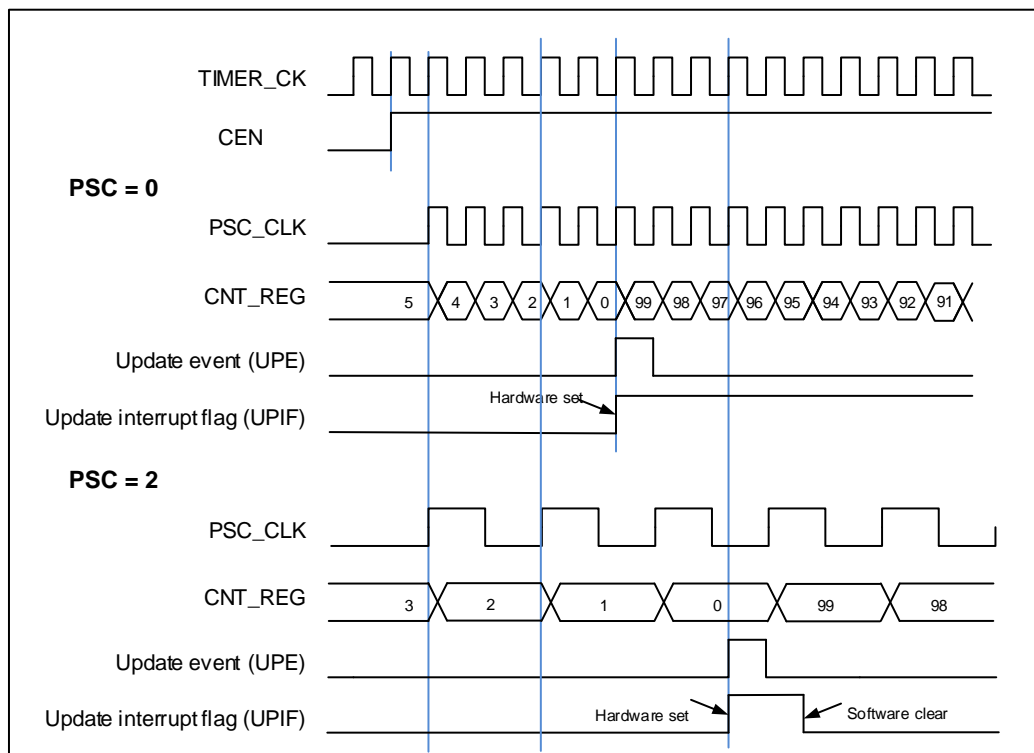 TIMER_CK
CEN
PSC = 0
PSC_CLK
CNT_REG 5 4 3 2 1 0 99 98 97 96 95 94 93 92 91
Update event (UPE)
Hardware set
Update interrupt flag (UPIF)
PSC = 2
PSC_CLK
CNT_REG 3 2 1 0 99 98
Update event (UPE)
Update interrupt flag (UPIF) Hardware set Software clear